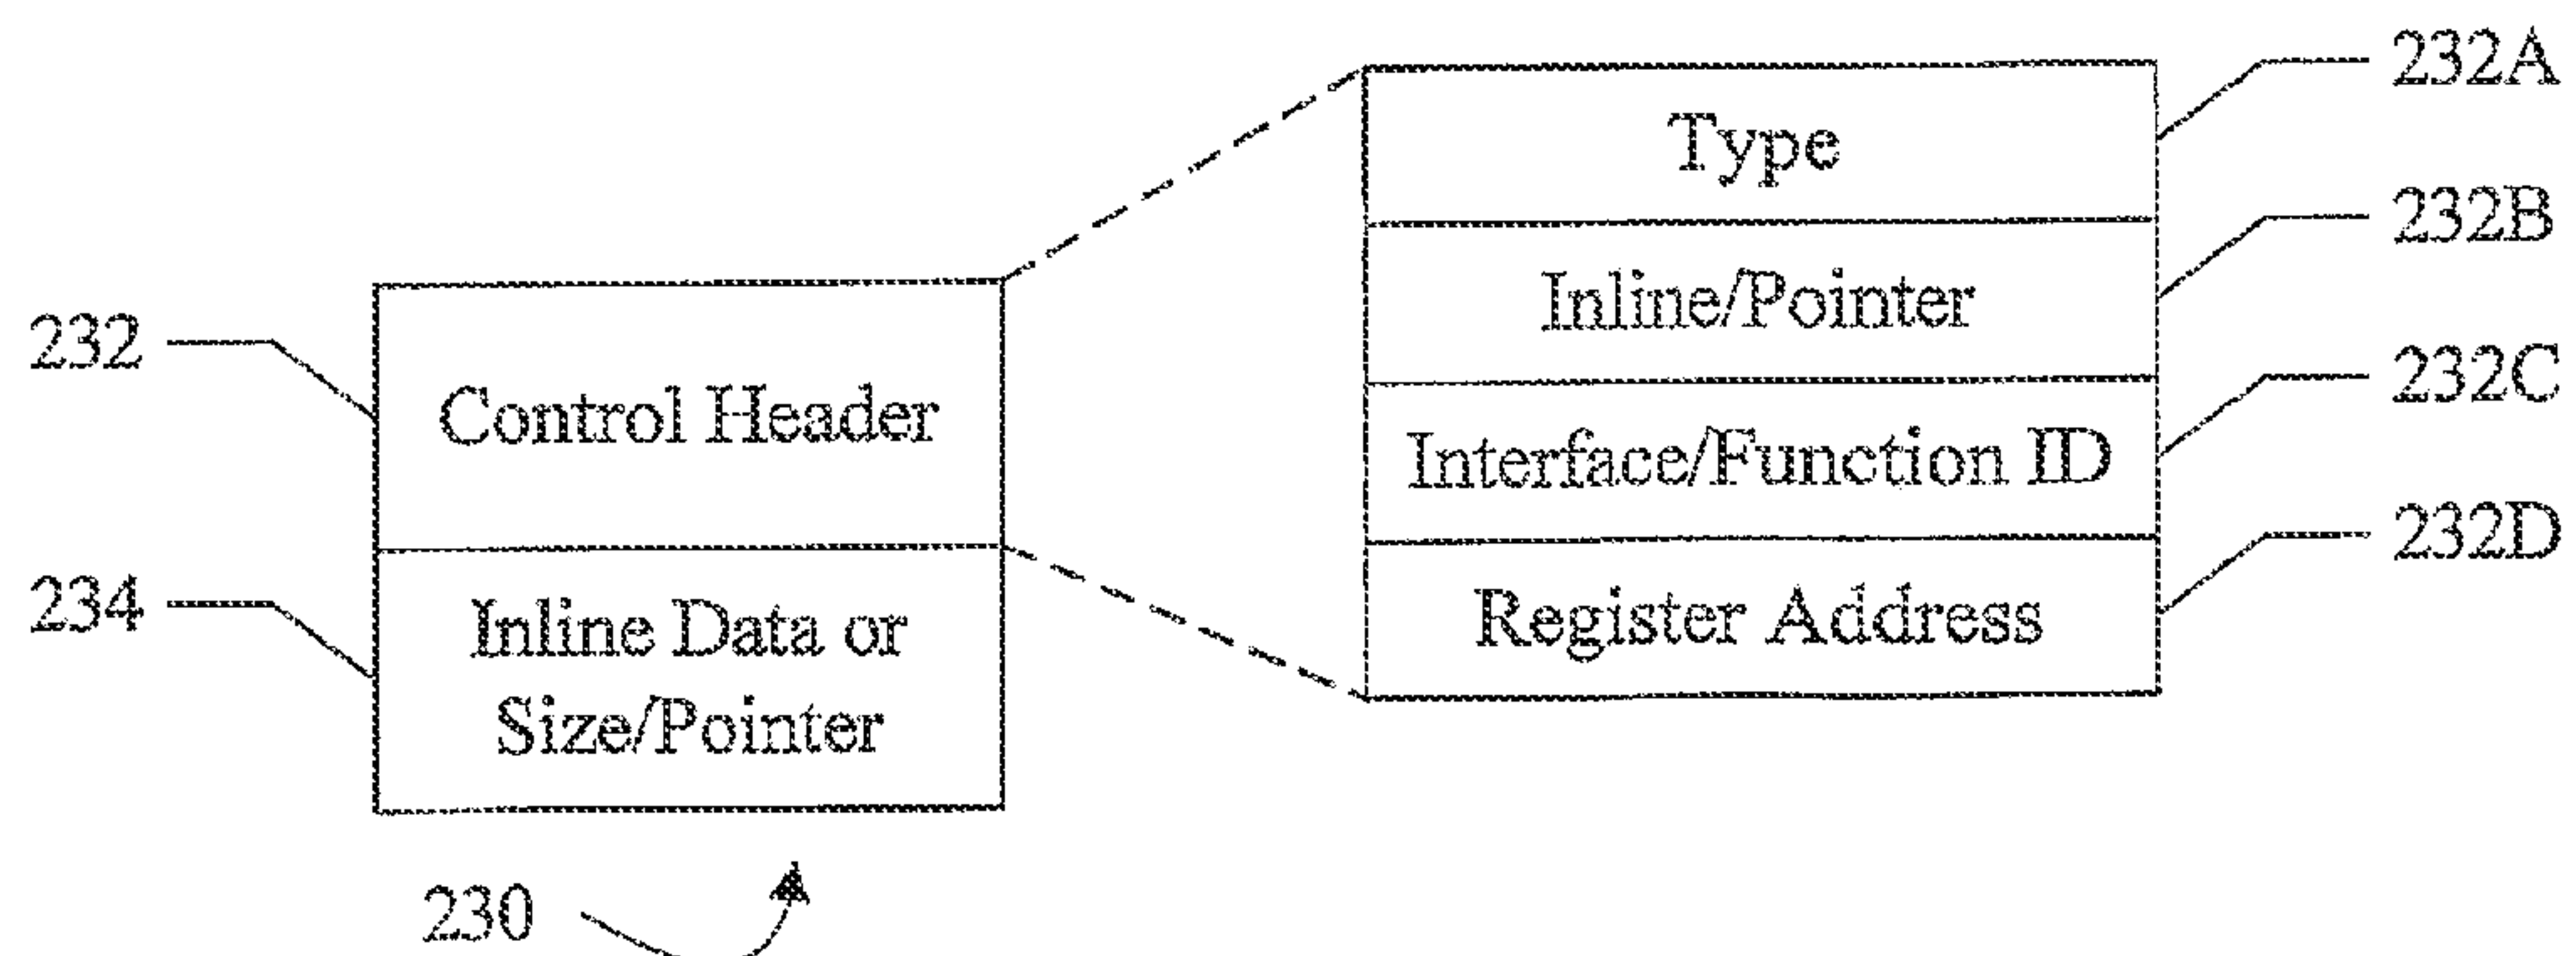 232A
Type
232B
Inline/Pointer
232
232C
Control Header
Interface/Function ID
232D
234
Inline Data or
Size/Pointer
Register Address
230